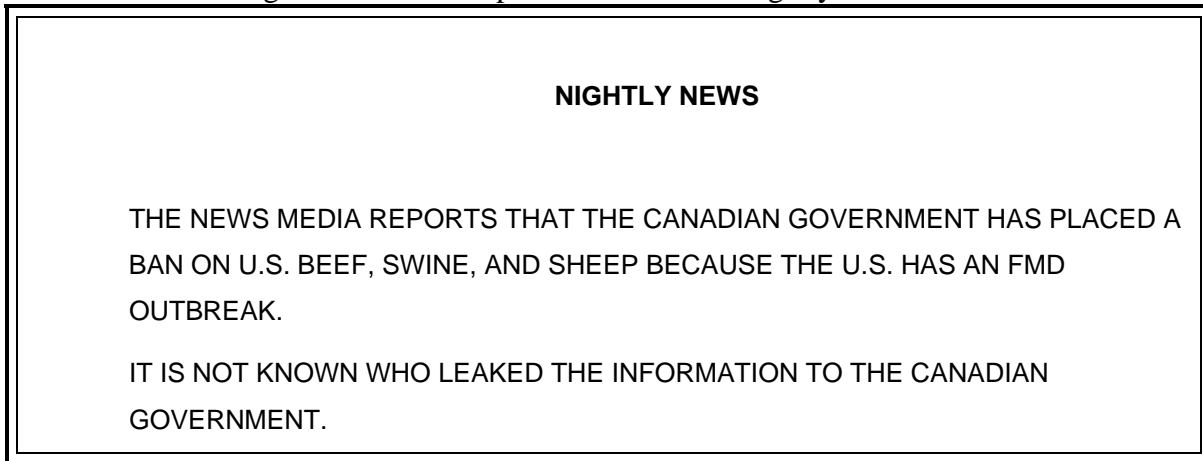 NIGHTLY NEWS
THE NEWS MEDIA REPORTS THAT THE CANADIAN GOVERNMENT HAS PLACED A
BAN ON U.S. BEEF, SWINE, AND SHEEP BECAUSE THE U.S. HAS AN FMD
OUTBREAK.
IT IS NOT KNOWN WHO LEAKED THE INFORMATION TO THE CANADIAN
GOVERNMENT.